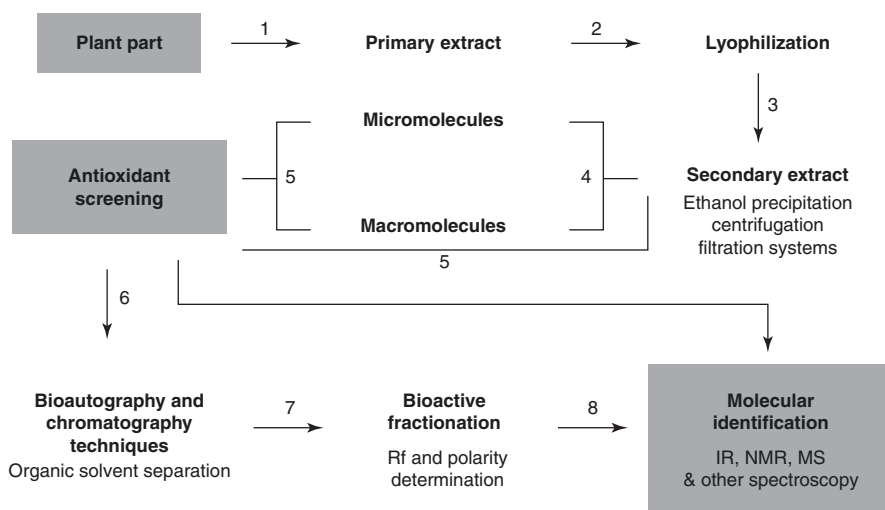 Plant part
1
Primary extract
2
Lyophilization
3
Micromolecules
Antioxidant
screening
5
4
Macromolecules
Secondary extract
Ethanol precipitation
centrifugation
filtration systems
5
6
Bioautography and
chromatography
techniques
Organic solvent separation
7
Bioactive
fractionation
Rf and polarity
determination
8
Molecular
identification
IR, NMR, MS
& other spectroscopy